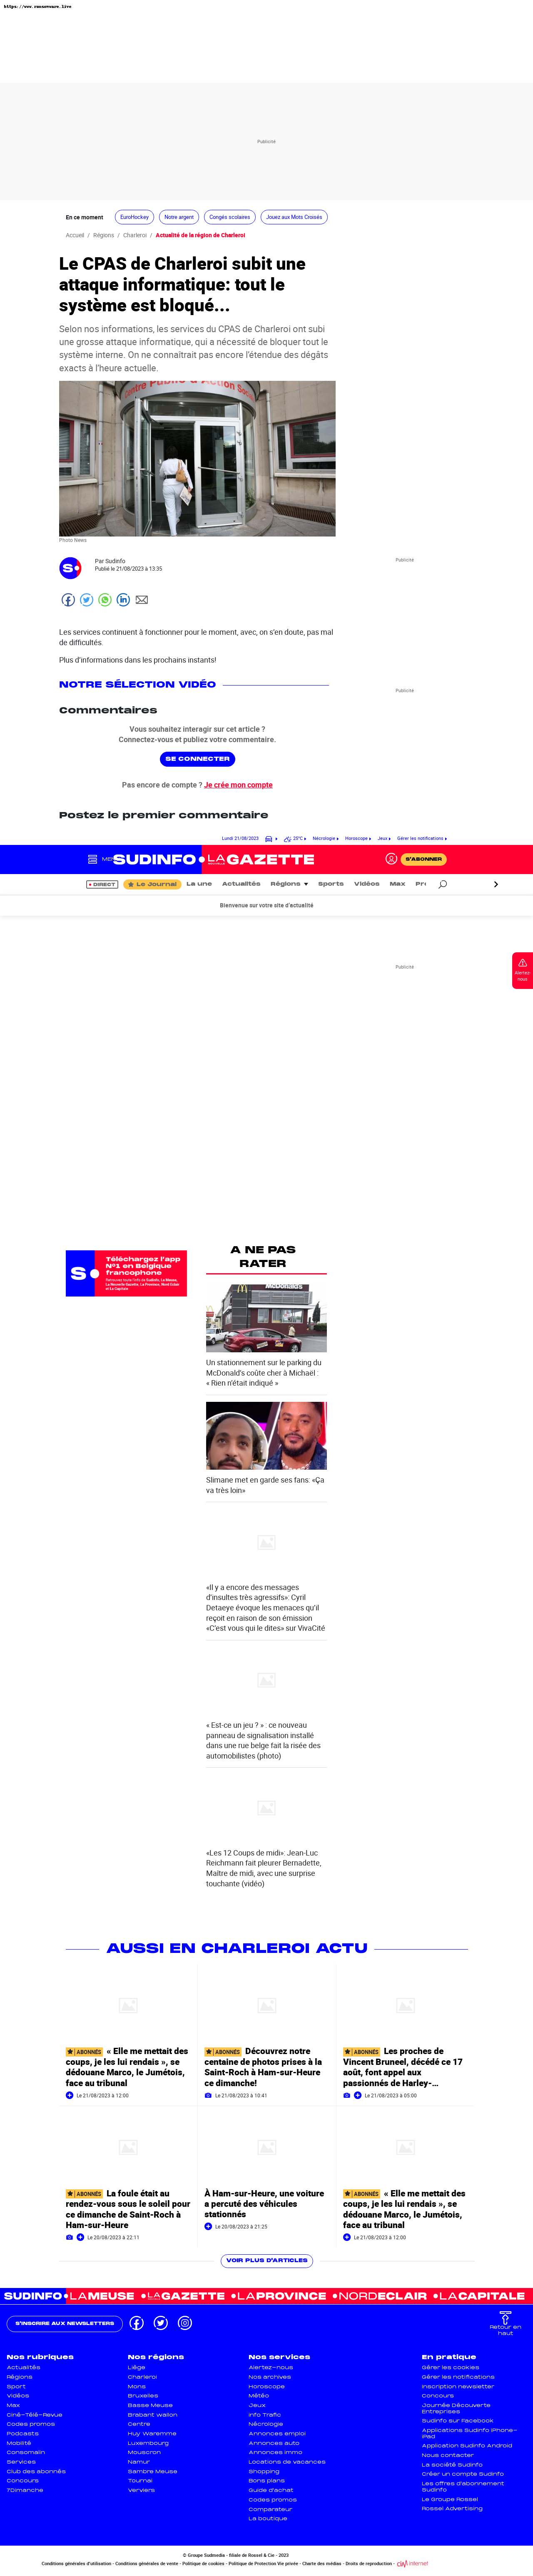 https://www.ransomware.live
Publicité
En ce moment
EuroHockey
Notre argent
Congés scolaires
Jouez aux Mots Croisés
Accueil / Régions / Charleroi / Actualité de la région de Charleroi
Le CPAS de Charleroi subit une
attaque informatique: tout le
système est bloqué...
Selon nos informations, les services du CPAS de Charleroi ont subi
une grosse attaque informatique, qui a nécessité de bloquer tout le
système interne. On ne connaîtrait pas encore l'étendue des dégâts
exacts à l'heure actuelle.
Centre Public d'Action Social
Photo News
S
Par Sudinfo
Publié le 21/08/2023 à 13:35
Publicité
Les services continuent à fonctionner pour le moment, avec, on s'en doute, pas mal
de difficultés.
Plus d'informations dans les prochains instants!
NOTRE SÉLECTION VIDÉO
Publicité
Commentaires
Vous souhaitez interagir sur cet article ?
Connectez-vous et publiez votre commentaire.
SE CONNECTER
Pas encore de compte ? Je crée mon compte
Postez le premier commentaire
Lundi 21/08/2023
25°C
Nécrologie
Horoscope
Jeux
Gérer les notifications
SUDINFO LA GAZETTE
S'ABONNER
DIRECT
Le Journal
La une
Actualités
Régions
Sports
Vidéos
Max
Bienvenue sur votre site d'actualité
Alertez
nous
Publicité
S
Téléchargez l'app
N°1 en Belgique
francophone
Retrouvez toute l'info de Sudinfo, La Meuse,
La Nouvelle Gazette, La Province, Nord Eclair
et La Capitale
A NE PAS
RATER
McDonald's
Un stationnement sur le parking du
McDonald's coûte cher à Michaël :
« Rien n'était indiqué »
Slimane met en garde ses fans: «Ça
va très loin»
«Il y a encore des messages
d'insultes très agressifs»: Cyril
Detaeye évoque les menaces qu'il
reçoit en raison de son émission
«C'est vous qui le dites» sur VivaCité
« Est-ce un jeu ? » : ce nouveau
panneau de signalisation installé
dans une rue belge fait la risée des
automobilistes (photo)
«Les 12 Coups de midi»: Jean-Luc
Reichmann fait pleurer Bernadette,
Maître de midi, avec une surprise
touchante (vidéo)
AUSSI EN CHARLEROI ACTU
ABONNÉS « Elle me mettait des
coups, je les lui rendais », se
dédouane Marco, le Jumétois,
face au tribunal
Le 21/08/2023 à 12:00
ABONNÉS Découvrez notre
centaine de photos prises à la
Saint-Roch à Ham-sur-Heure
ce dimanche!
Le 21/08/2023 à 10:41
ABONNÉS Les proches de
Vincent Bruneel, décédé ce 17
août, font appel aux
passionnés de Harley-...
Le 21/08/2023 à 05:00
ABONNÉS La foule était au
rendez-vous sous le soleil pour
ce dimanche de Saint-Roch à
Ham-sur-Heure
Le 20/08/2023 à 22:11
À Ham-sur-Heure, une voiture
a percuté des véhicules
stationnés
Le 20/08/2023 à 21:25
ABONNÉS « Elle me mettait des
coups, je les lui rendais », se
dédouane Marco, le Jumétois,
face au tribunal
Le 21/08/2023 à 12:00
VOIR PLUS D'ARTICLES
SUDINFO LAMEUSE LA GAZETTE LAPROVINCE NORDECLAIR LACAPITALE
S'INSCRIRE AUX NEWSLETTERS
Retour en
haut
Nos rubriques
Actualités
Régions
Sport
Vidéos
Max
Ciné-Télé-Revue
Codes promos
Podcasts
Mobilité
Consomalin
Services
Club des abonnés
Concours
7Dimanche
Nos régions
Liège
Charleroi
Mons
Bruxelles
Basse Meuse
Brabant wallon
Centre
Huy Waremme
Luxembourg
Mouscron
Namur
Sambre Meuse
Tournai
Verviers
Nos services
Alertez-nous
Nos archives
Horoscope
Météo
Jeux
Info Trafic
Nécrologie
Annonces emploi
Annonces auto
Annonces immo
Locations de vacances
Shopping
Bons plans
Guide d'achat
Codes promos
Comparateur
La boutique
En pratique
Gérer les cookies
Gérer les notifications
Inscription newsletter
Concours
Journée Découverte
Entreprises
Sudinfo sur Facebook
Applications Sudinfo iPhone-
iPad
Application Sudinfo Android
Nous contacter
La société Sudinfo
Créer un compte Sudinfo
Les offres d'abonnement
Sudinfo
Le Groupe Rossel
Rossel Advertising
© Groupe Sudmedia - filiale de Rossel & Cie - 2023
Conditions générales d'utilisation - Conditions générales de vente - Politique de cookies - Politique de Protection Vie privée - Charte des médias - Droits de reproduction - CIM internet